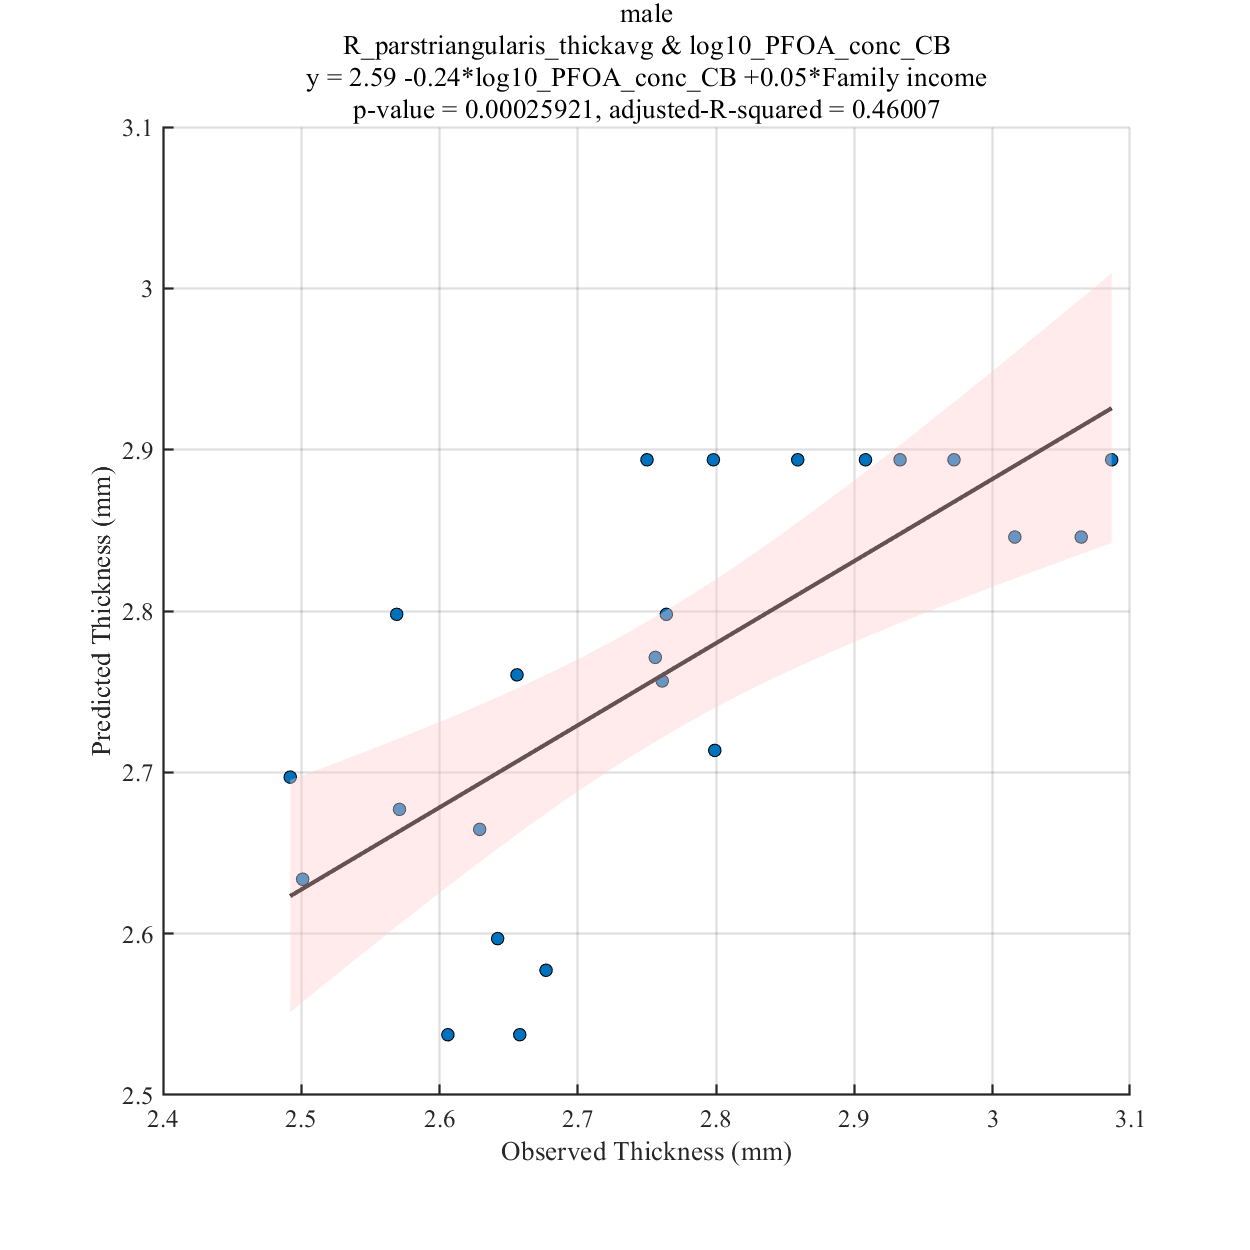 male
R_parstriangularis_thickavg & log10_PFOA_conc_CB
y = 2.59 -0.24*log10_PFOA_conc_CB +0.05*Family income
p-value = 0.00025921, adjusted-R-squared = 0.46007
3.1
3
2.9
2.8
2.7
2.6
2.5
Predicted Thickness (mm)
2.4 2.5 2.6 2.7 2.8 2.9 3 3.1
Observed Thickness (mm)